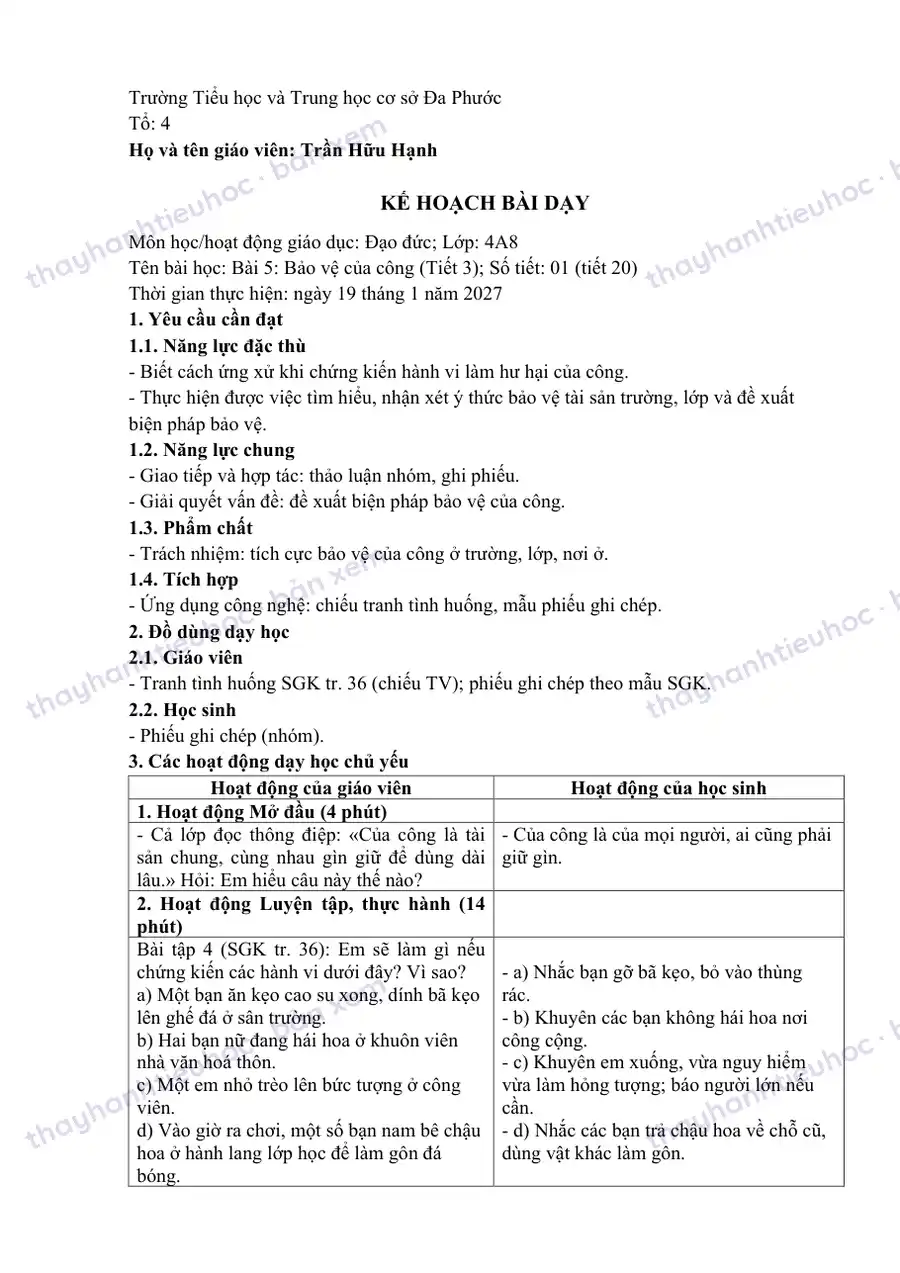 Trường Tiểu học và Trung học cơ sở Đa Phước
Tổ: 4
Họ và tên giáo viên: Trần Hữu Hạnh
KẾ HOẠCH BÀI DẠY
Môn học/hoạt động giáo dục: Đạo đức; Lớp: 4A8
Tên bài học: Bài 5: Bảo vệ của công (Tiết 3); Số tiết: 01 (tiết 20)
Thời gian thực hiện: ngày 19 tháng 1 năm 2027
1. Yêu cầu cần đạt
1.1. Năng lực đặc thù
- Biết cách ứng xử khi chứng kiến hành vi làm hư hại của công.
- Thực hiện được việc tìm hiểu, nhận xét ý thức bảo vệ tài sản trường, lớp và đề xuất
biện pháp bảo vệ.
1.2. Năng lực chung
- Giao tiếp và hợp tác: thảo luận nhóm, ghi phiếu.
- Giải quyết vấn đề: đề xuất biện pháp bảo vệ của công.
1.3. Phẩm chất
- Trách nhiệm: tích cực bảo vệ của công ở trường, lớp, nơi ở.
1.4. Tích hợp
- Ứng dụng công nghệ: chiếu tranh tình huống, mẫu phiếu ghi chép.
2. Đồ dùng dạy học
2.1. Giáo viên
- Tranh tình huống SGK tr. 36 (chiếu TV); phiếu ghi chép theo mẫu SGK.
2.2. Học sinh
- Phiếu ghi chép (nhóm).
3. Các hoạt động dạy học chủ yếu
Hoạt động của giáo viên
Hoạt động của học sinh
1. Hoạt động Mở đầu (4 phút)
- Cả lớp đọc thông điệp: «Của công là tài
sản chung, cùng nhau gìn giữ để dùng dài
lâu.» Hỏi: Em hiểu câu này thế nào?
- Của công là của mọi người, ai cũng phải
giữ gìn.
2. Hoạt động Luyện tập, thực hành (14
phút)
Bài tập 4 (SGK tr. 36): Em sẽ làm gì nếu
chứng kiến các hành vi dưới đây? Vì sao?
a) Một bạn ăn kẹo cao su xong, dính bã kẹo
lên ghế đá ở sân trường.
b) Hai bạn nữ đang hái hoa ở khuôn viên
nhà văn hoá thôn.
c) Một em nhỏ trèo lên bức tượng ở công
viên.
d) Vào giờ ra chơi, một số bạn nam bê chậu
hoa ở hành lang lớp học để làm gôn đá
bóng.
- a) Nhắc bạn gỡ bã kẹo, bỏ vào thùng
rác.
- b) Khuyên các bạn không hái hoa nơi
công cộng.
- c) Khuyên em xuống, vừa nguy hiểm
vừa làm hỏng tượng; báo người lớn nếu
cần.
- d) Nhắc các bạn trả chậu hoa về chỗ cũ,
dùng vật khác làm gôn.
thayhanhtieuhoc · bản xem
thayhanhtieuhoc · b
thayhanhtieuhoc · bản xem
thayhanhtieuhoc · b
thayhanhtieuhoc · bản xem
thayhanhtieuhoc · b